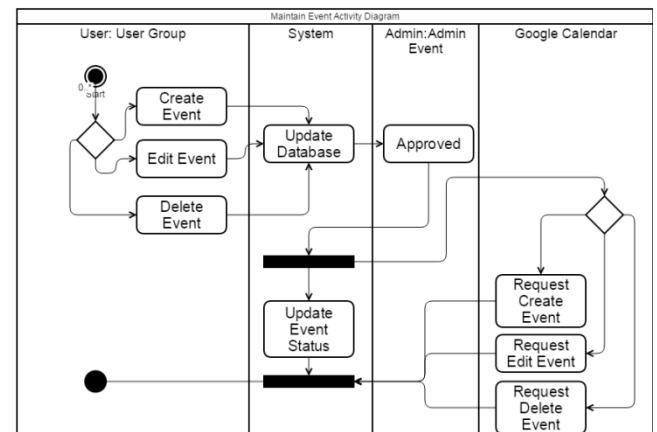 Maintain Event Activity Diagram
User: User Group
System
Admin:Admin
Event
Google Calendar
0..*
Start
Create
Event
Edit Event
Delete
Event
Update
Database
Approved
Update
Event
Status
Request
Create
Event
Request
Edit Event
Request
Delete
Event